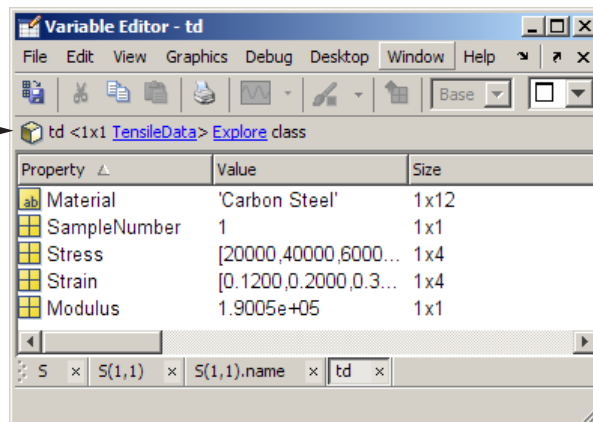 Variable Editor - td
File Edit View Graphics Debug Desktop Window Help
Base
td <1x1 TensileData> Explore class
Property Value Size
ab Material 'Carbon Steel' 1x12
SampleNumber 1 1x1
Stress [20000,40000,6000... 1x4
Strain [0.1200,0.2000,0.3... 1x4
Modulus 1.9005e+05 1x1
S × S(1,1) × S(1,1).name × td ×